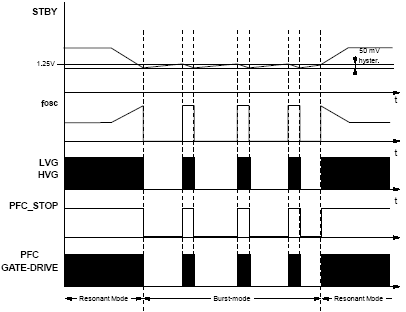 STBY
50 mV
hyster.
1.25V
t
fosc
t
LVG
HVG
t
PFC_STOP
PFC
GATE-DRIVE
Resonant Mode
Burst-mode
Resonant Mode